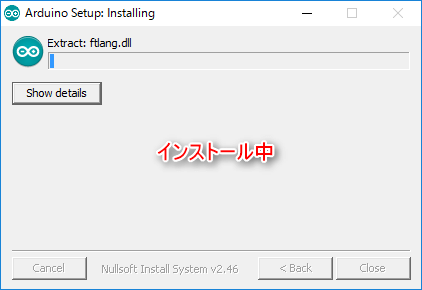 Arduino Setup: Installing
Extract: ftlang.dll
Show details
インストール中
Cancel
Nullsoft Install System v2.46
< Back
Close